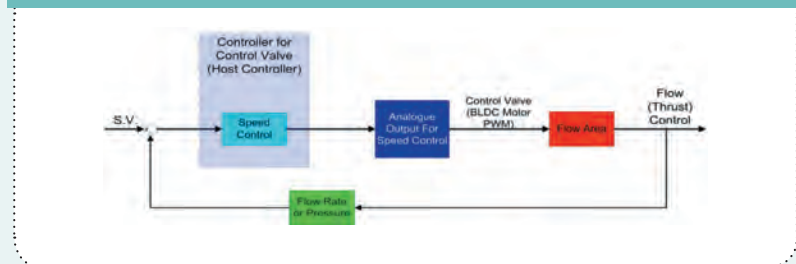 Controller for
Control Valve
(Host Controller)
S.V.
Speed
Control
Analogue
Output For
Speed Control
Control Valve
(BLDC Motor
PWM)
Flow Area
Flow
(Thrust)
Control
Flow Rate
or Pressure